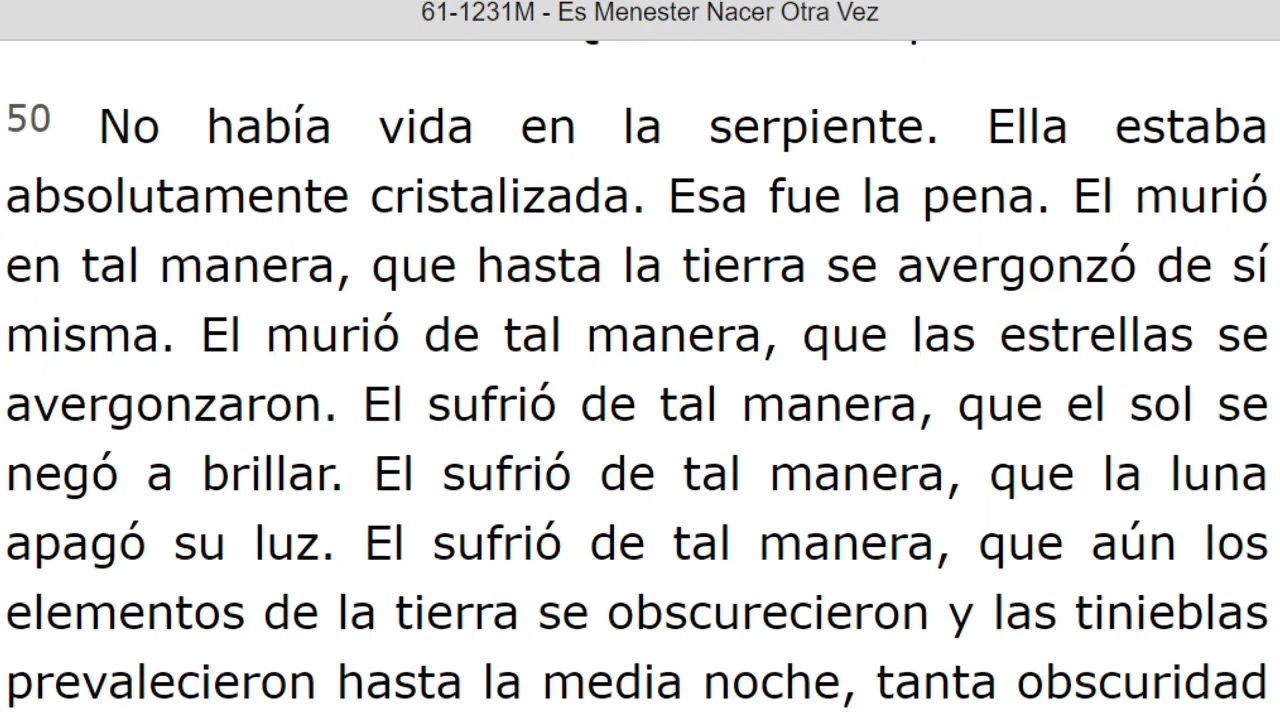 61-1231M - Es Menester Nacer Otra Vez
50 No había vida en la serpiente. Ella estaba
absolutamente cristalizada. Esa fue la pena. El murió
en tal manera, que hasta la tierra se avergonzó de sí
misma. El murió de tal manera, que las estrellas se
avergonzaron. El sufrió de tal manera, que el sol se
negó a brillar. El sufrió de tal manera, que la luna
apagó su luz. El sufrió de tal manera, que aún los
elementos de la tierra se obscurecieron y las tinieblas
prevalecieron hasta la media noche, tanta obscuridad